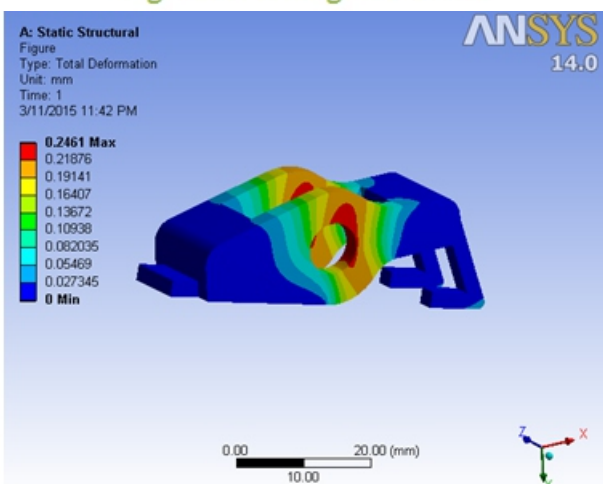 A: Static Structural
Figure
Type: Total Deformation
Unit: mm
Time: 1
3/11/2015 11:42 PM
ANSYS
14.0
0.2461 Max
0.21876
0.19141
0.16407
0.13672
0.10938
0.082035
0.05469
0.027345
0 Min
0.00
20.00 (mm)
10.00
Z
X